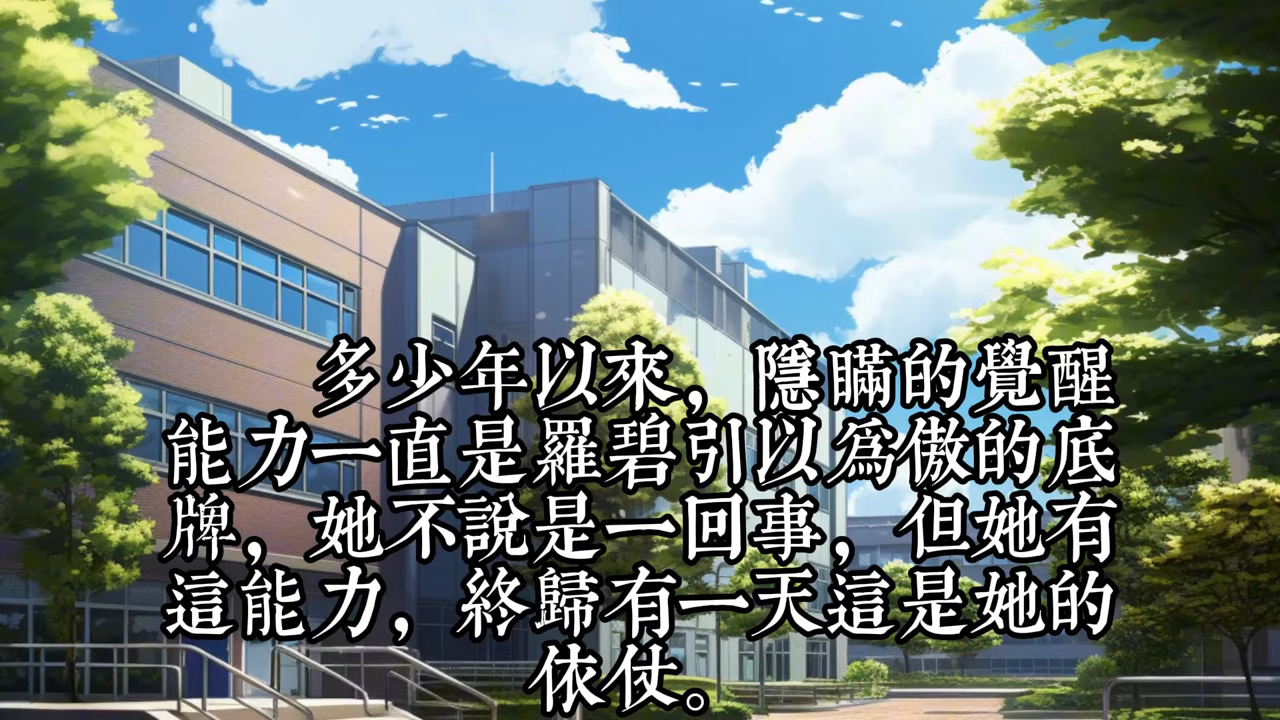 多少年以來，隱瞞的覺醒
能力一直是羅碧引以爲傲的底
牌，她不說是一回事，但她有
這能力，終歸有一天這是她的
依仗。